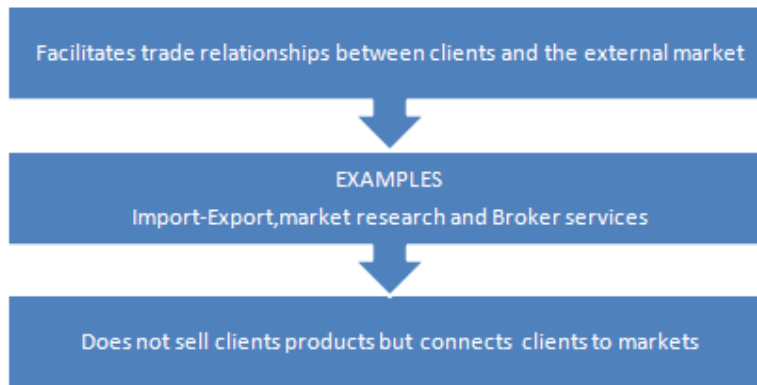 Facilitates trade relationships between clients and the external market
EXAMPLES
Import-Export,market research and Broker services
Does not sell clients products but connects clients to markets